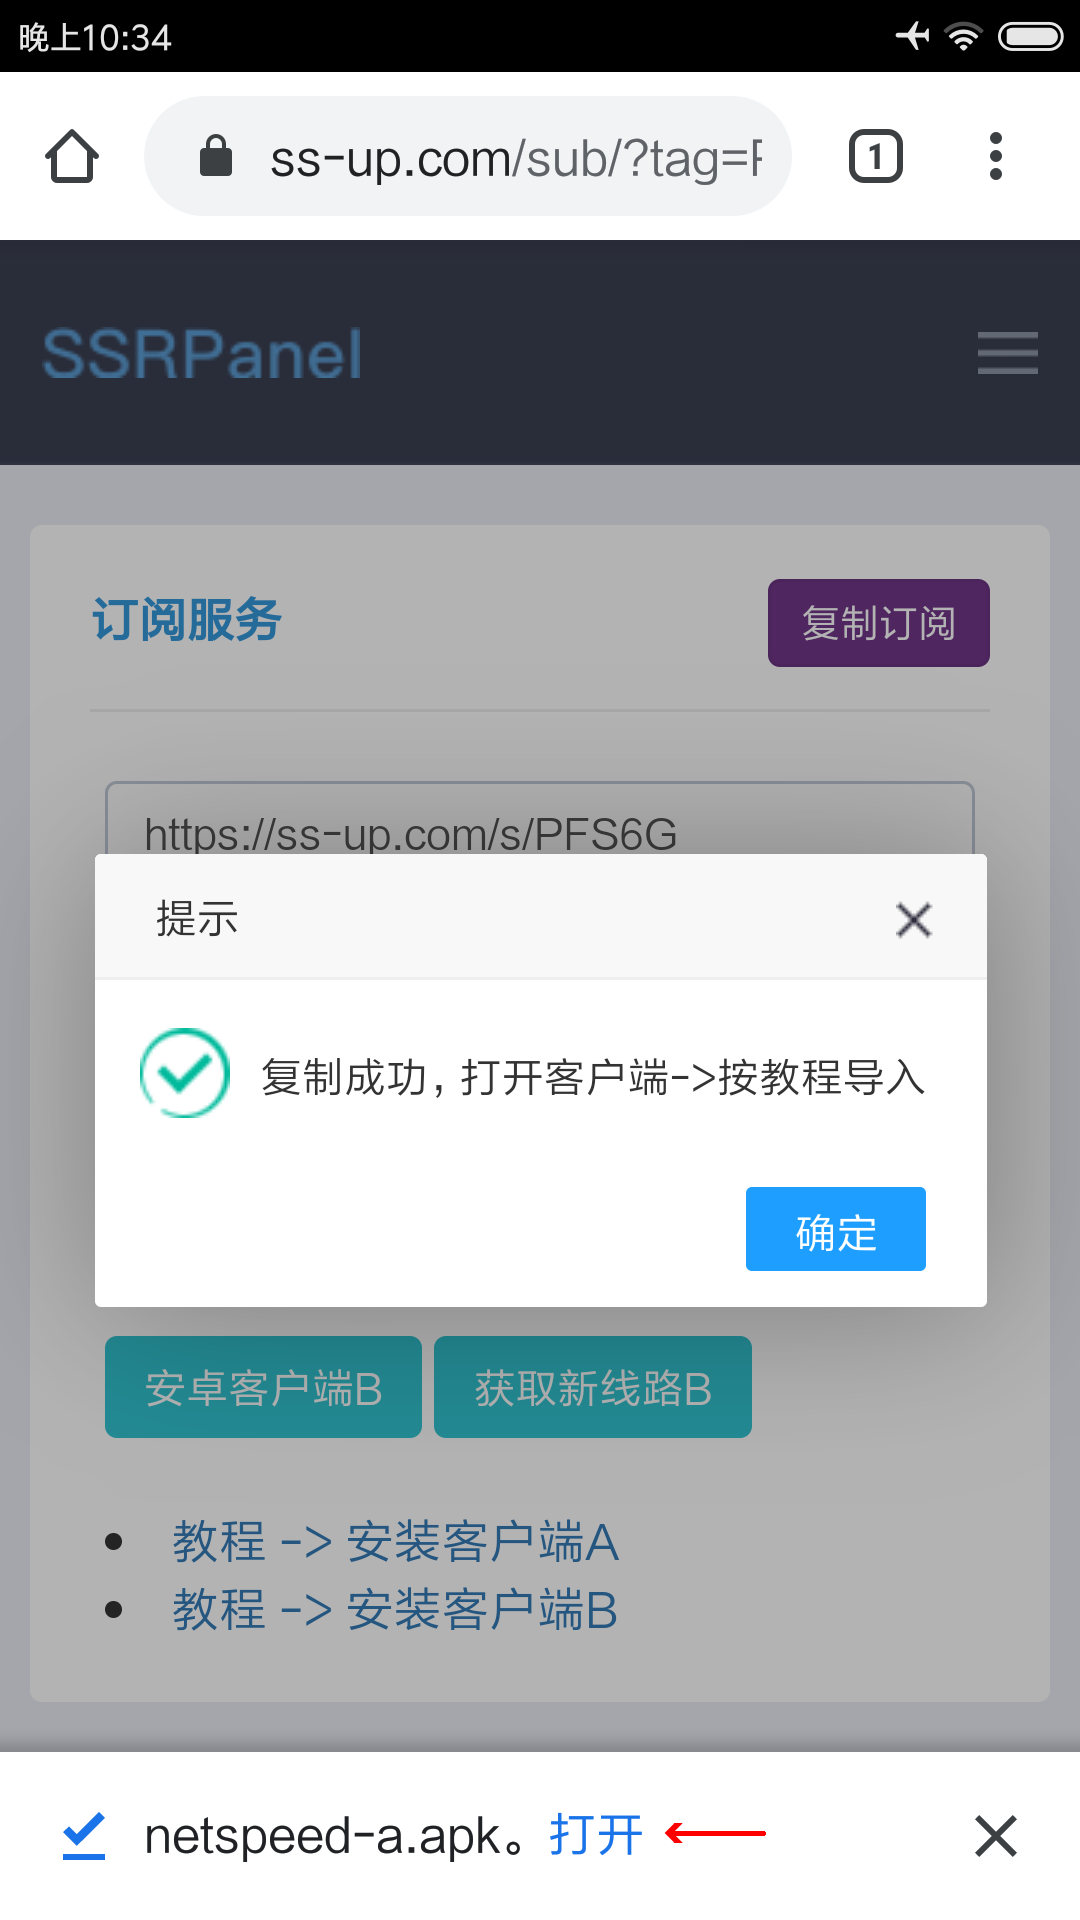 晚上10:34
ss-up.com/sub/?tag=
1
SSRPanel
订阅服务
复制订阅
https://ss-up.com/s/PFS6G
提示
复制成功，打开客户端->按教程导入
确定
安卓客户端B
获取新线路B
教程 -> 安装客户端A
教程 -> 安装客户端B
netspeed-a.apk。打开